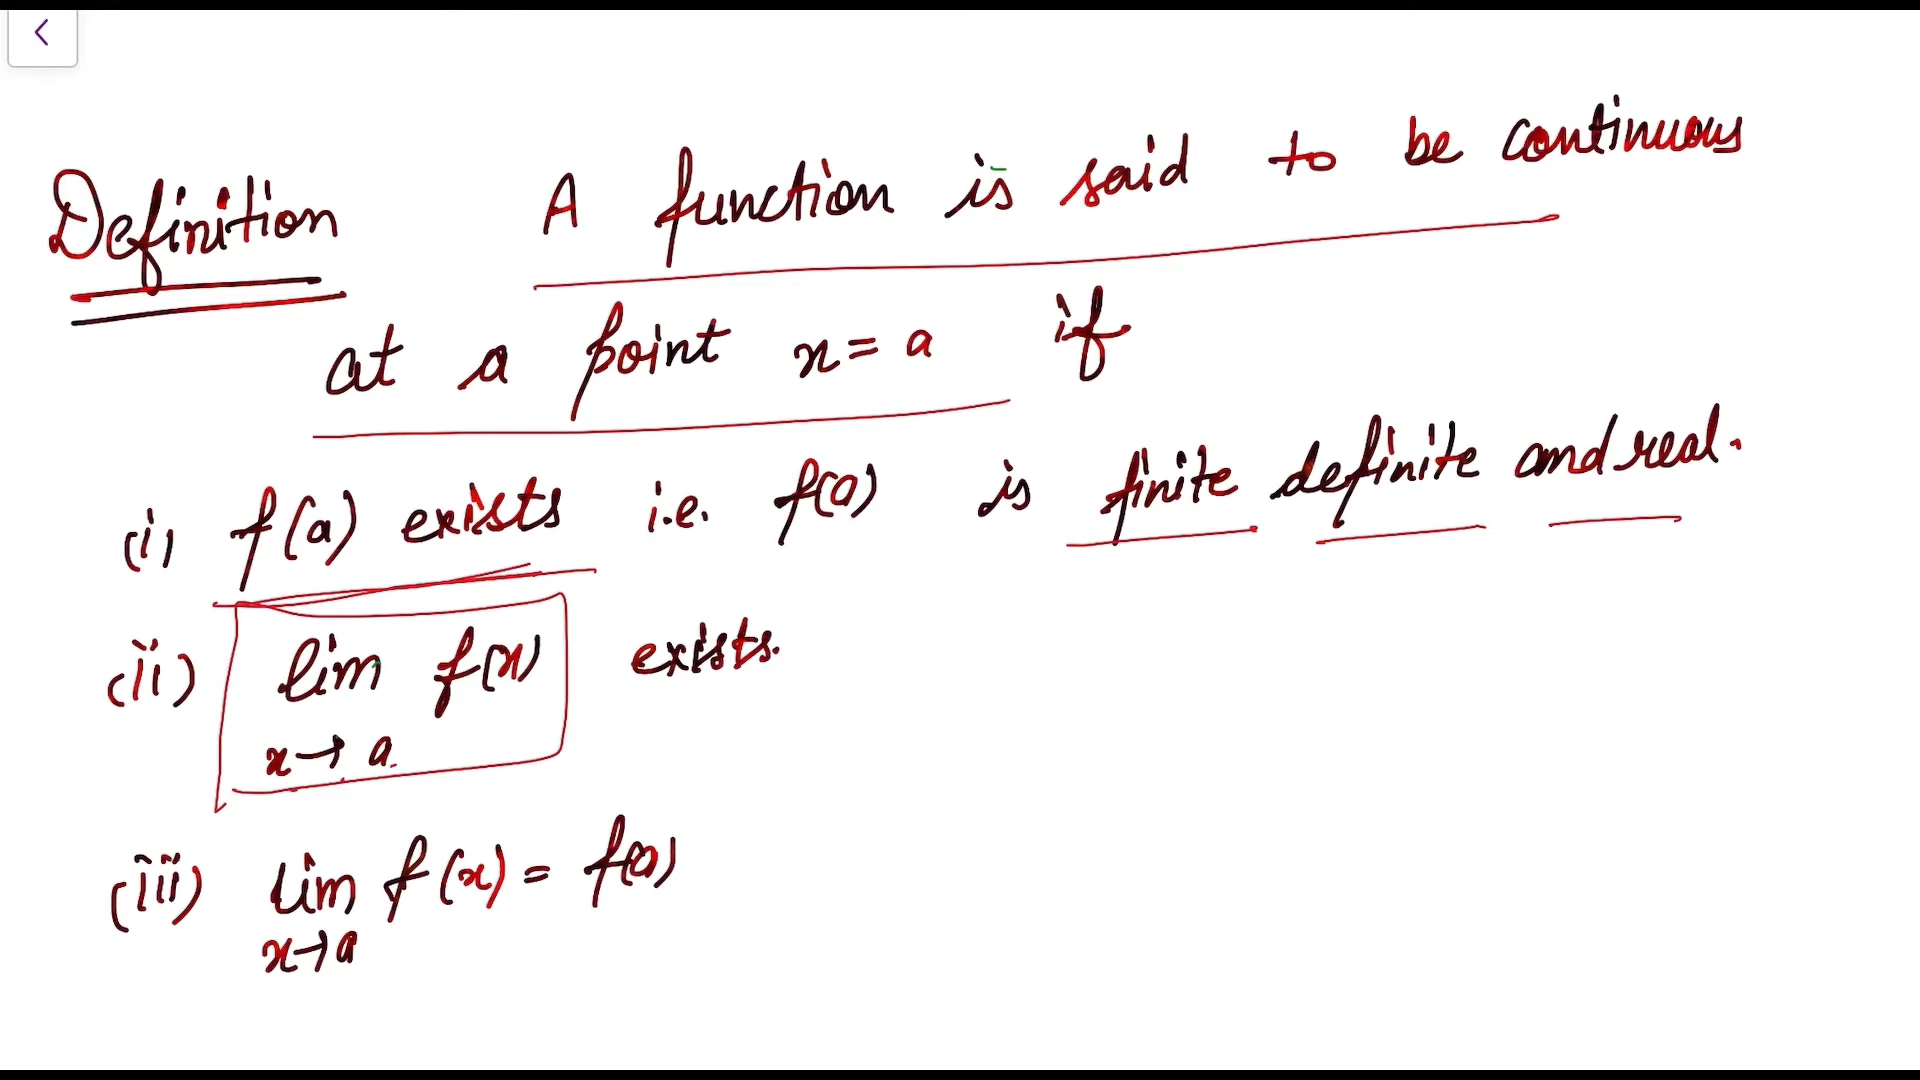 Definition A function is said to be continuous
at a point x = a if
(i) f(a) exists i.e. f(a) is finite definite and real.
(ii) lim f(x) exists.
x→a
(iii) lim f(x) = f(a)
x→a